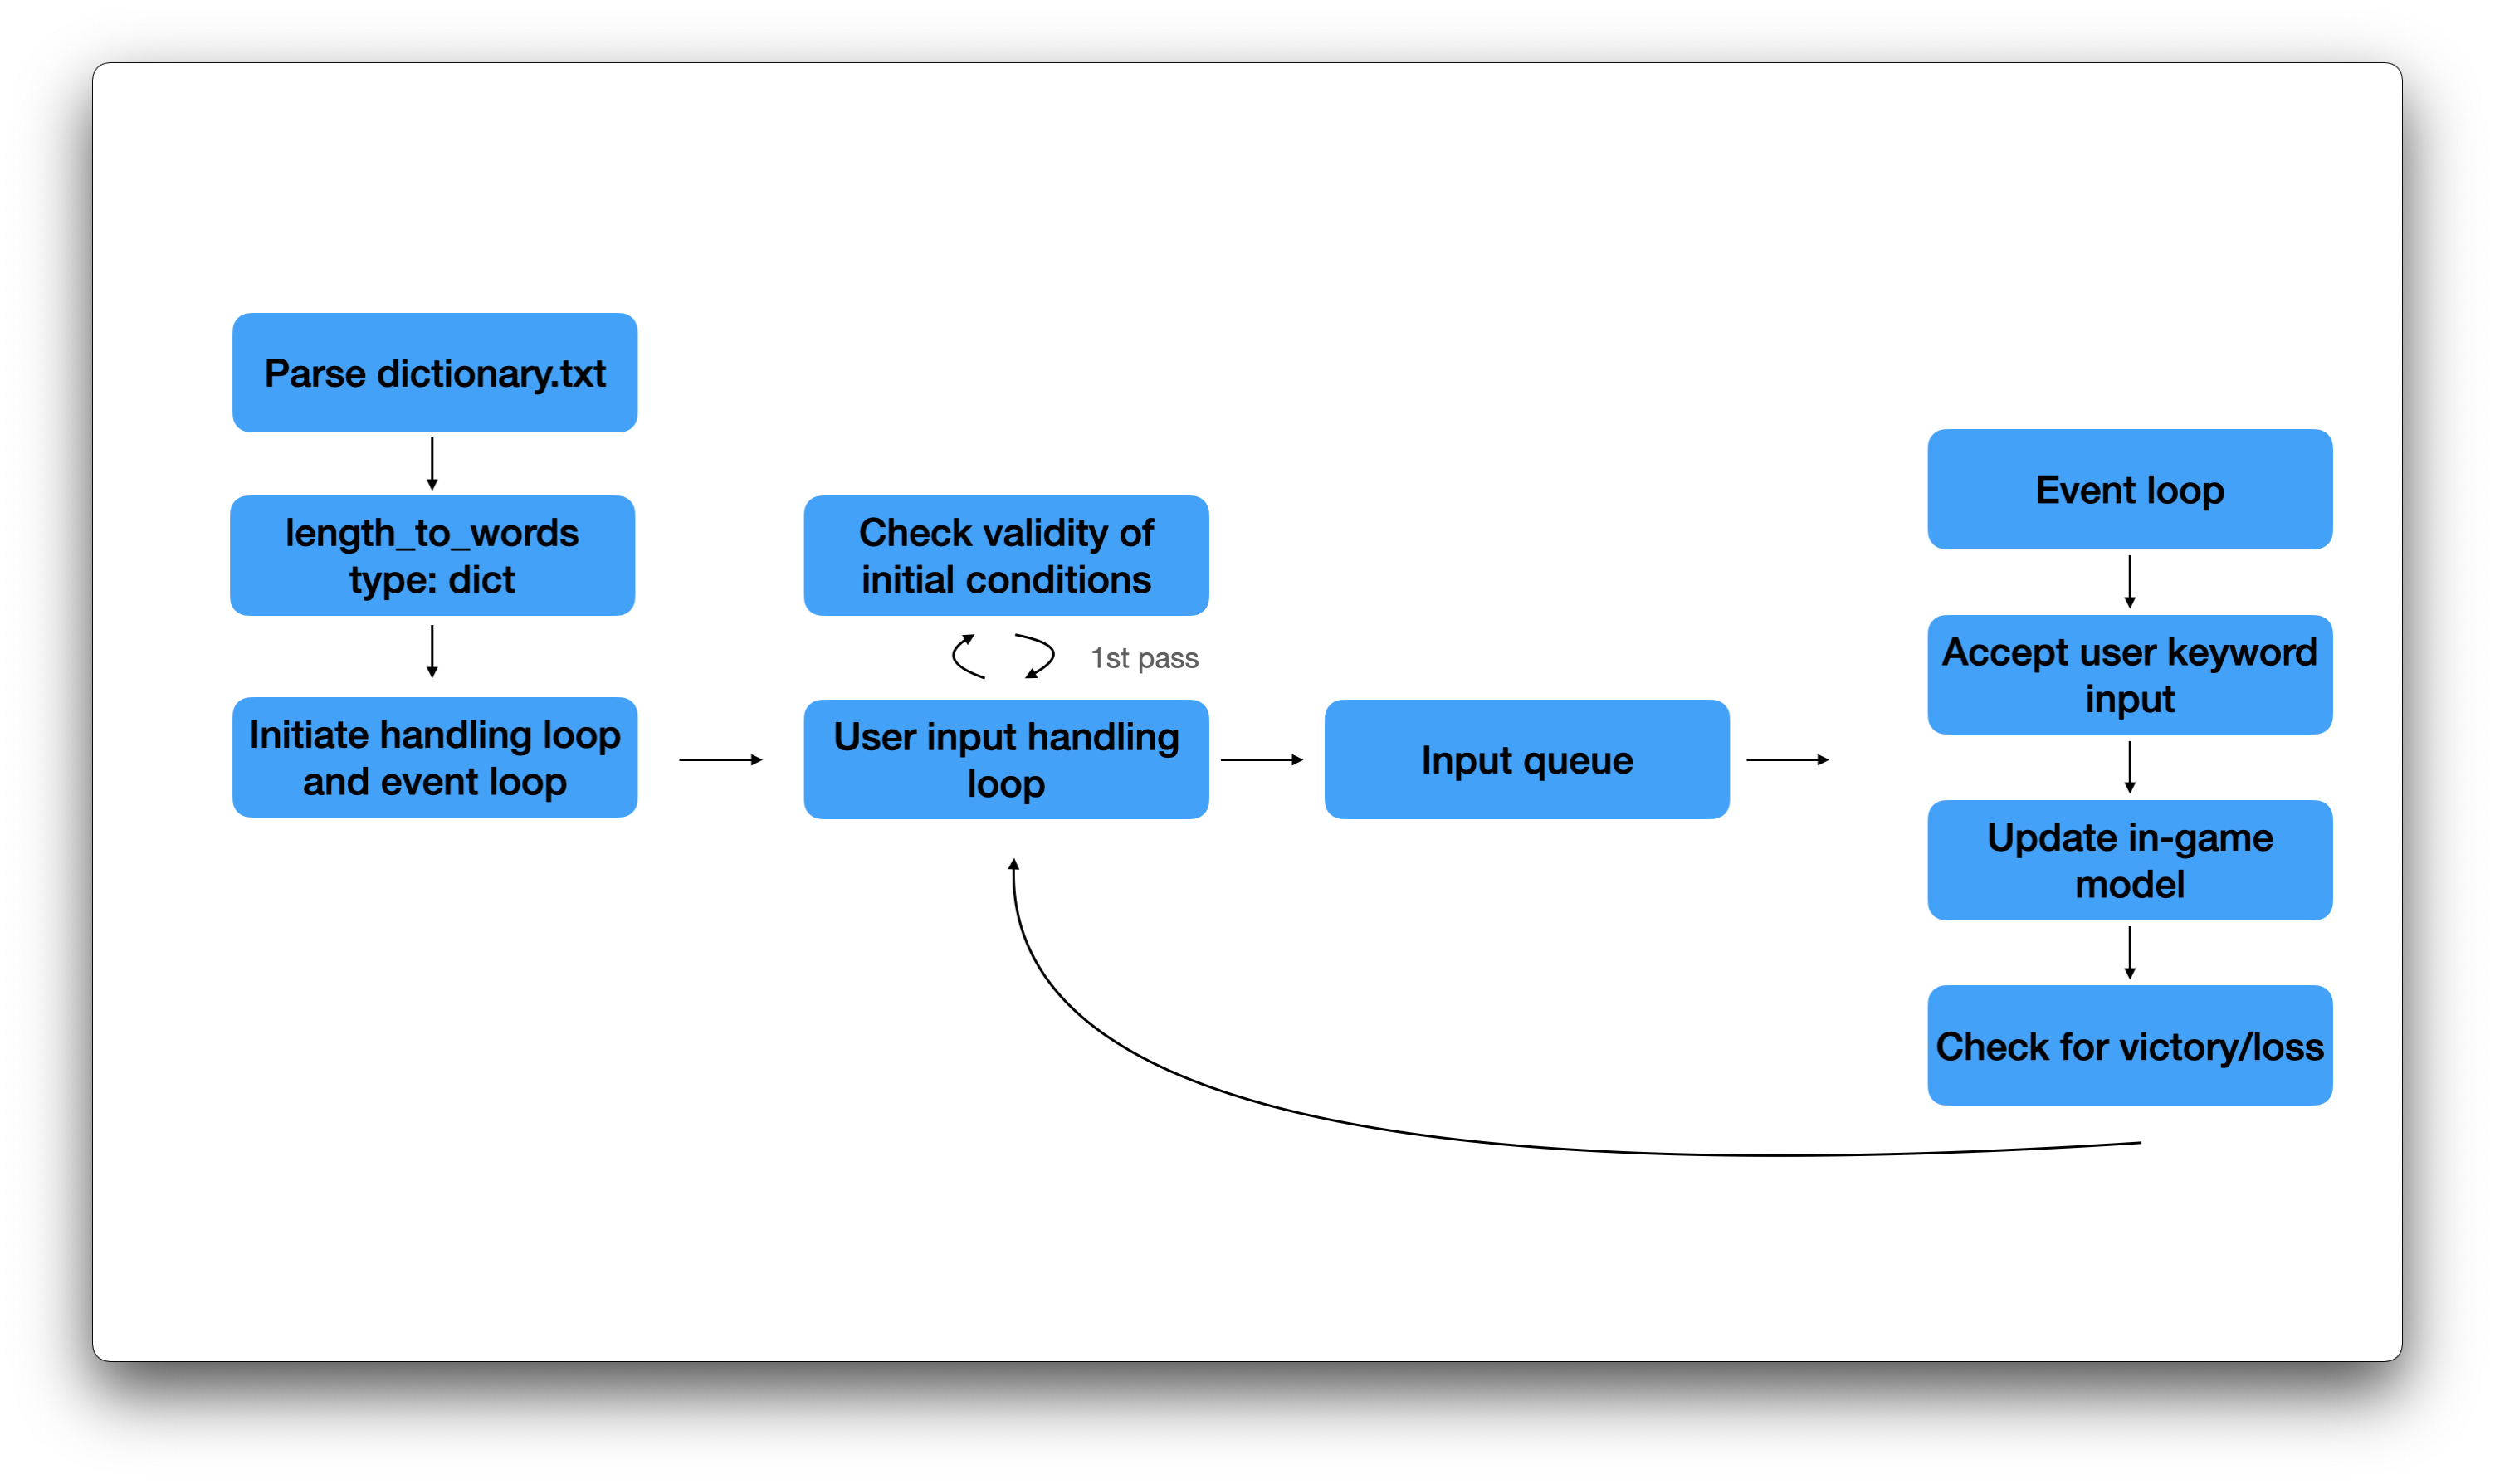 Parse dictionary.txt
length_to_words
type: dict
Initiate handling loop
and event loop
Check validity of
initial conditions
1st pass
User input handling
loop
Input queue
Event loop
Accept user keyword
input
Update in-game
model
Check for victory/loss